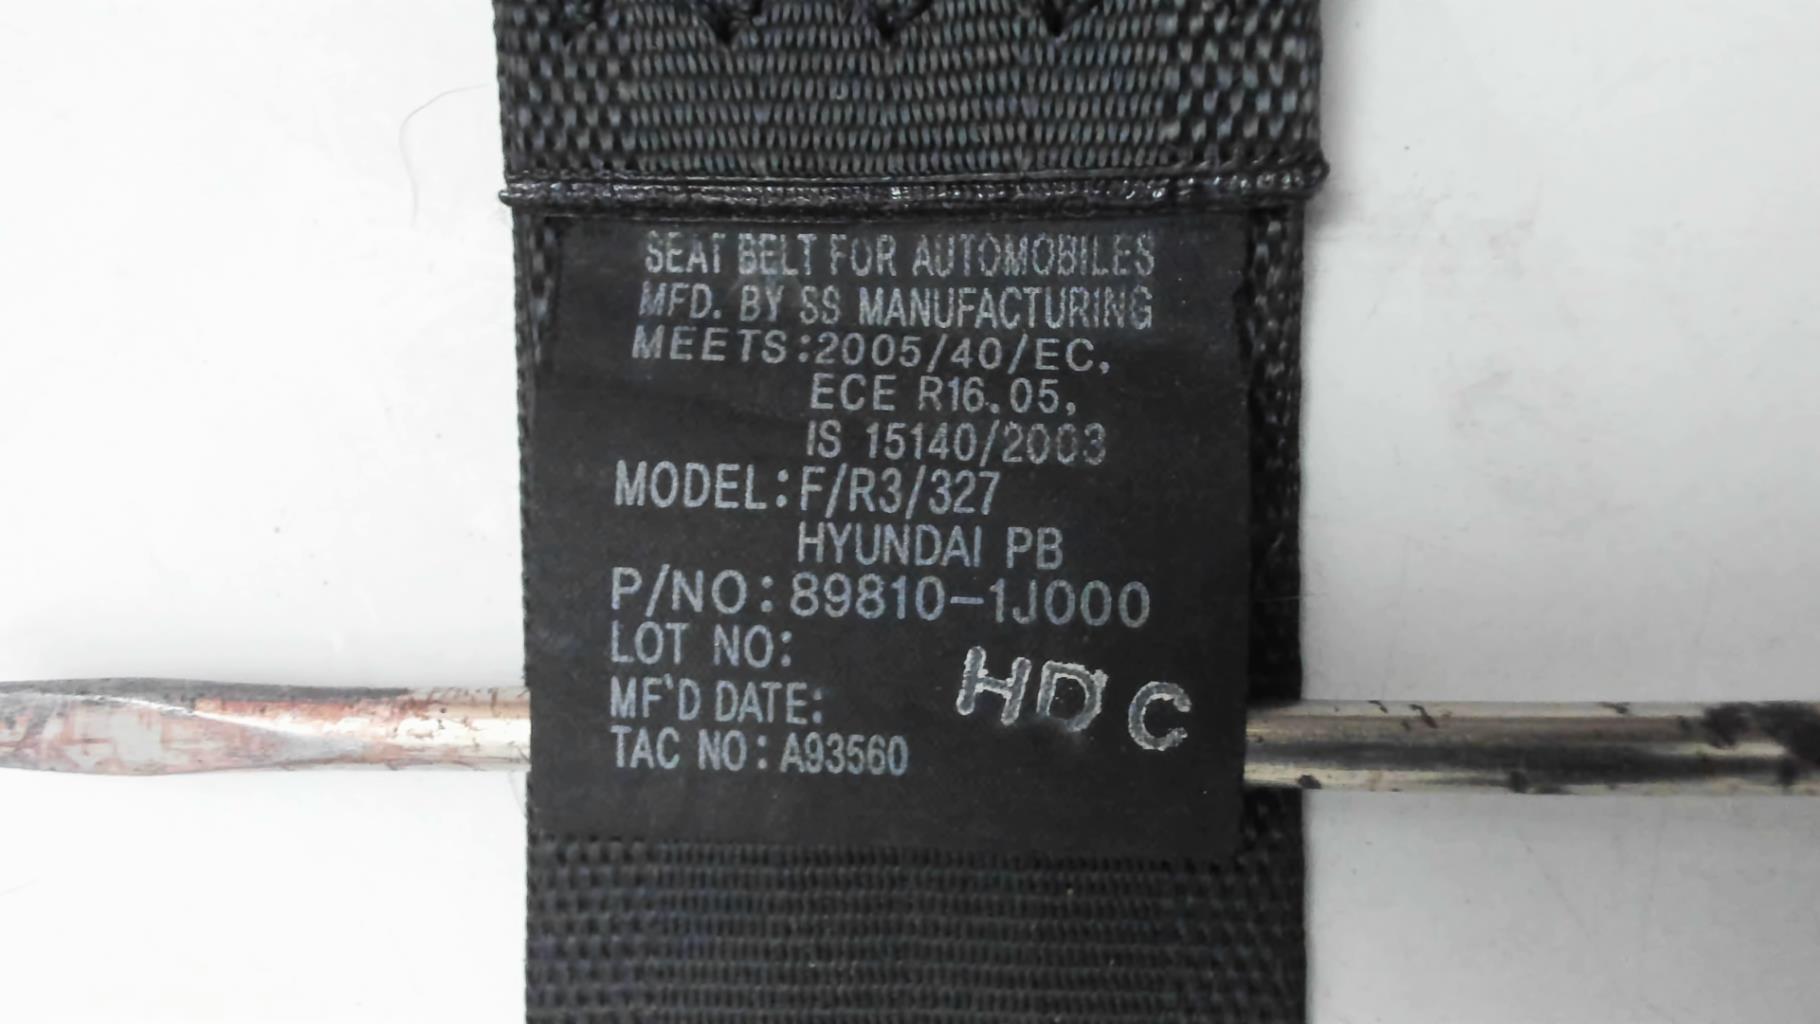 SEAT BELT FOR AUTOMOBILES
MFD. BY SS MANUFACTURING
MEETS:2005/40/EC,
ECE R16.05,
IS 15140/2003
MODEL:F/R3/327
HYUNDAI PB
P/NO:89810-1J000
LOT NO:
HD C
MF'D DATE:
TAC NO:A93560